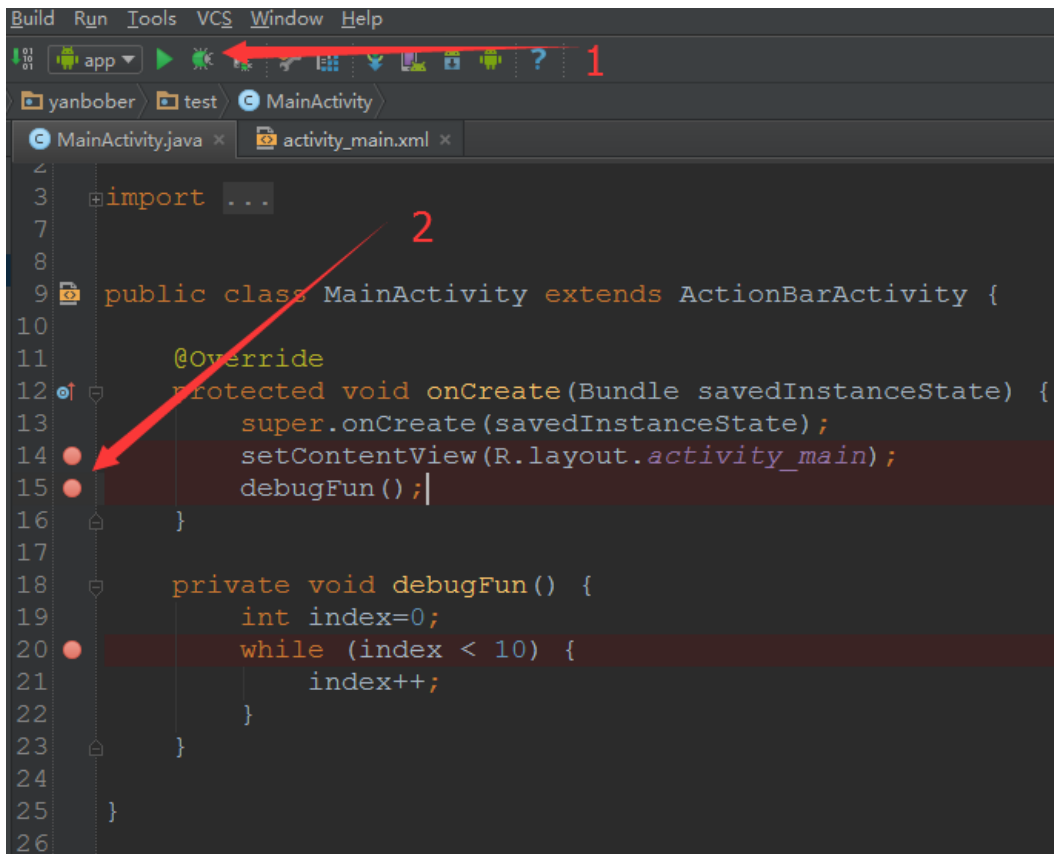 Build Run Tools VCS Window Help
app ? 1
yanbober test MainActivity
MainActivity.java × activity_main.xml ×
2
3 import ...
7
2
8
9 public class MainActivity extends ActionBarActivity {
10
11 @Override
12 protected void onCreate(Bundle savedInstanceState) {
13 super.onCreate(savedInstanceState);
14 setContentView(R.layout.activity_main);
15 debugFun();
16 }
17
18 private void debugFun() {
19 int index=0;
20 while (index < 10) {
21 index++;
22 }
23 }
24
25 }
26